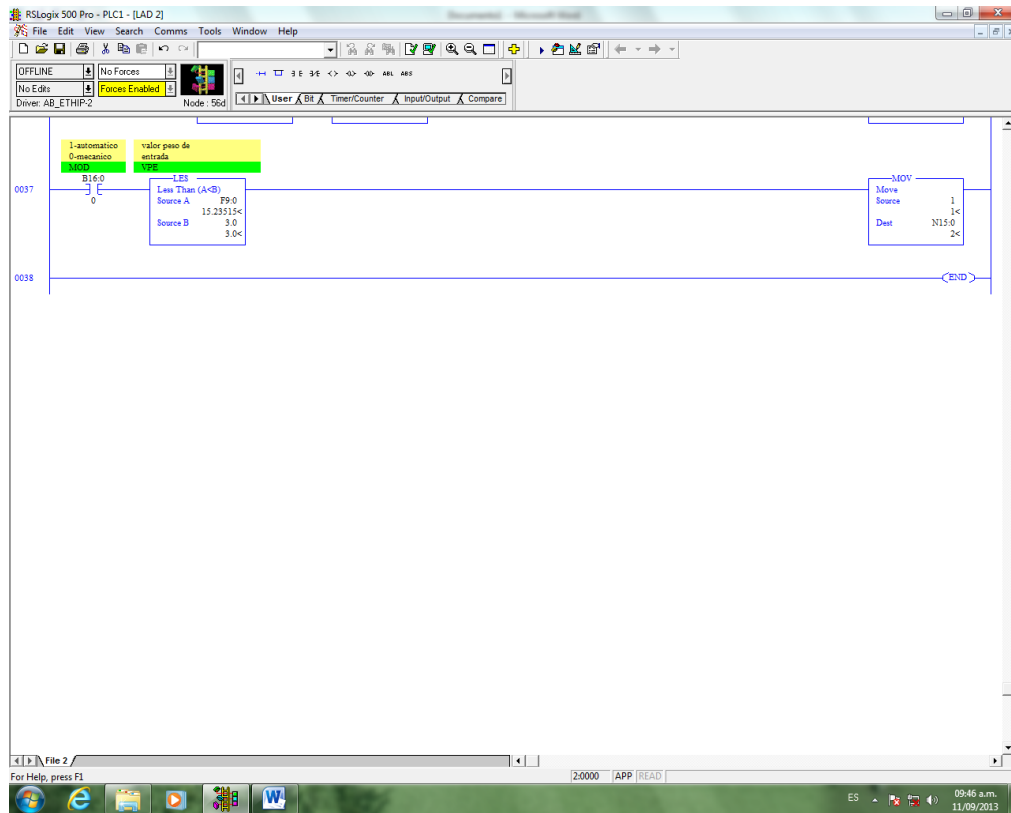 RSLogix 500 Pro - PLC1 - [LAD 2]
File Edit View Search Comms Tools Window Help
OFFLINE No Forces
No Edits Forces Enabled
Driver: AB_ETHIP-2 Node : 56d
ABL ABS
User Bit Timer/Counter Input/Output Compare
1-automatico
0-mecanico
MOD
B16:0
0
valor peso de
entrada
VPE
LES
Less Than (A<B)
Source A F9:0
15.23515<
Source B 3.0
3.0<
MOV
Move
Source 1
1<
Dest N15:0
2<
0037
0038
END
File 2
For Help, press F1
2:0000 APP READ
ES
09:46 a.m.
11/09/2013